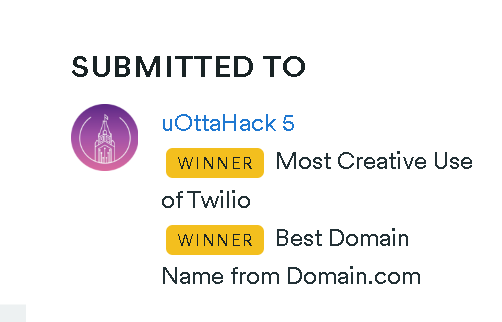 SUBMITTED TO
uOttaHack 5
WINNER Most Creative Use
of Twilio
WINNER Best Domain
Name from Domain.com